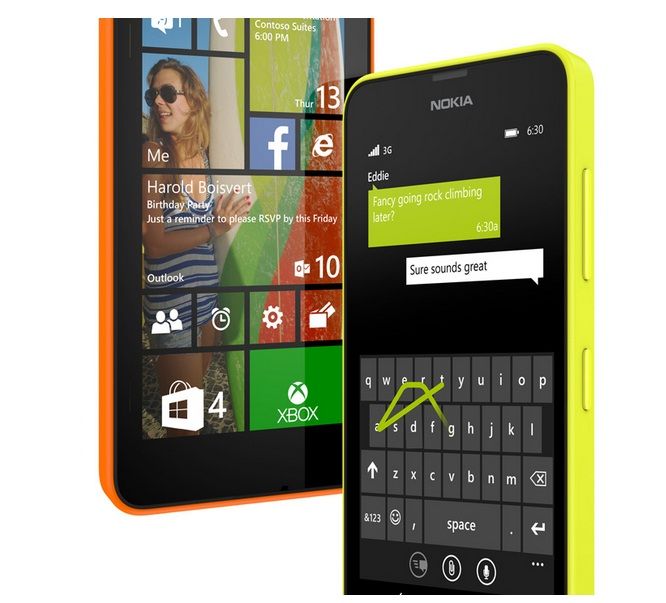 Contoso Suites
6:00 PM
1
Thur 13
Me
Harold Boisvert
Birthday Party
Just a reminder to please RSVP by this Friday
Outlook
10
4
XBOX
NOKIA
3G
6:30
Eddie
Fancy going rock climbing
later?
6:30a
Sure sounds great
q w e r t y u i o p
a s d f g h j k l
z x c v b n m
&123 , space .